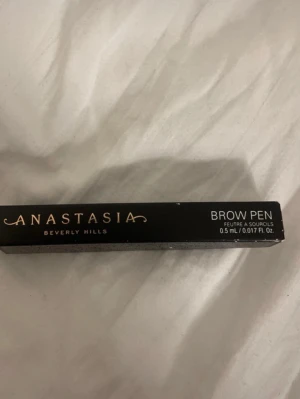 ANASTASIA
BEVERLY HILLS
BROW PEN
FEUTRE À SOURCILS
0.5 mL / 0.017 Fl. Oz.